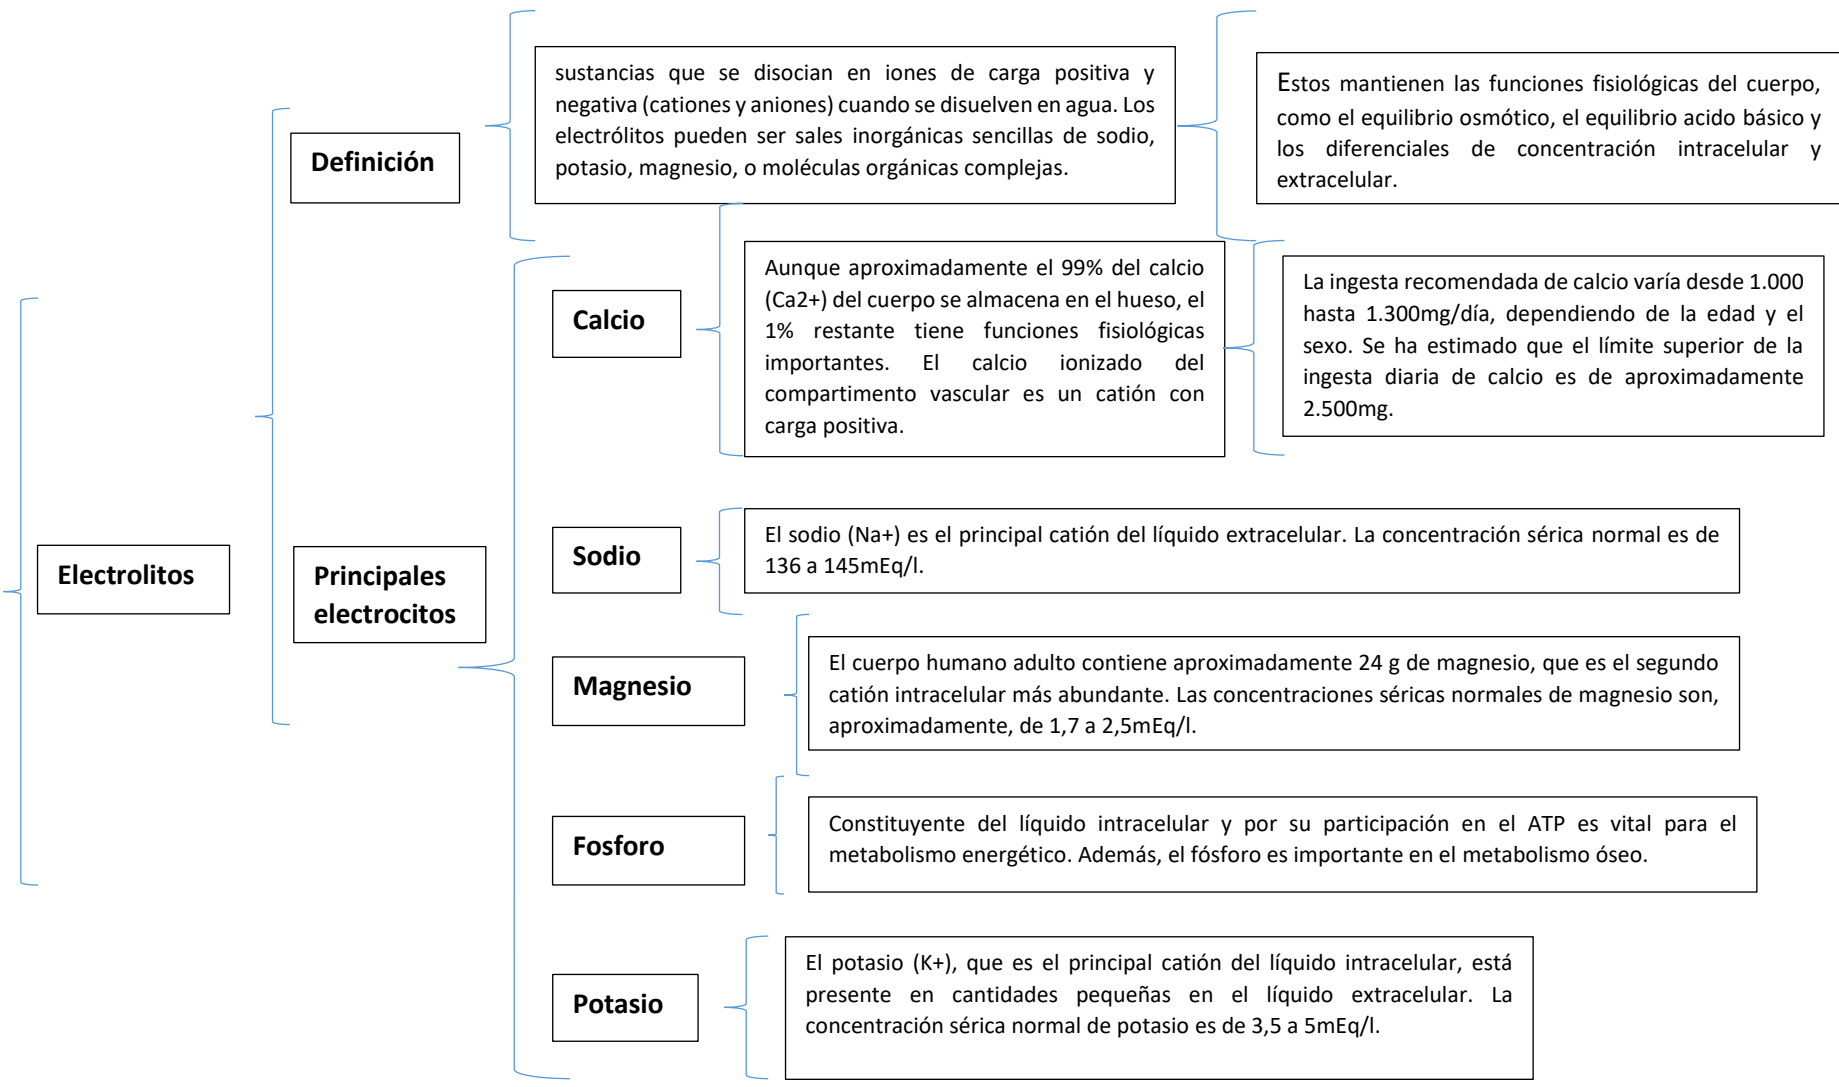 Electrolitos
Definición
sustancias que se disocian en iones de carga positiva y
negativa (cationes y aniones) cuando se disuelven en agua. Los
electrólitos pueden ser sales inorgánicas sencillas de sodio,
potasio, magnesio, o moléculas orgánicas complejas.
Estos mantienen las funciones fisiológicas del cuerpo,
como el equilibrio osmótico, el equilibrio acido básico y
los diferenciales de concentración intracelular y
extracelular.
Principales
electrocitos
Calcio
Aunque aproximadamente el 99% del calcio
(Ca2+) del cuerpo se almacena en el hueso, el
1% restante tiene funciones fisiológicas
importantes. El calcio ionizado del
compartimento vascular es un catión con
carga positiva.
La ingesta recomendada de calcio varía desde 1.000
hasta 1.300mg/día, dependiendo de la edad y el
sexo. Se ha estimado que el límite superior de la
ingesta diaria de calcio es de aproximadamente
2.500mg.
Sodio
El sodio (Na+) es el principal catión del líquido extracelular. La concentración sérica normal es de
136 a 145mEq/l.
Magnesio
El cuerpo humano adulto contiene aproximadamente 24 g de magnesio, que es el segundo
catión intracelular más abundante. Las concentraciones séricas normales de magnesio son,
aproximadamente, de 1,7 a 2,5mEq/l.
Fosforo
Constituyente del líquido intracelular y por su participación en el ATP es vital para el
metabolismo energético. Además, el fósforo es importante en el metabolismo óseo.
Potasio
El potasio (K+), que es el principal catión del líquido intracelular, está
presente en cantidades pequeñas en el líquido extracelular. La
concentración sérica normal de potasio es de 3,5 a 5mEq/l.